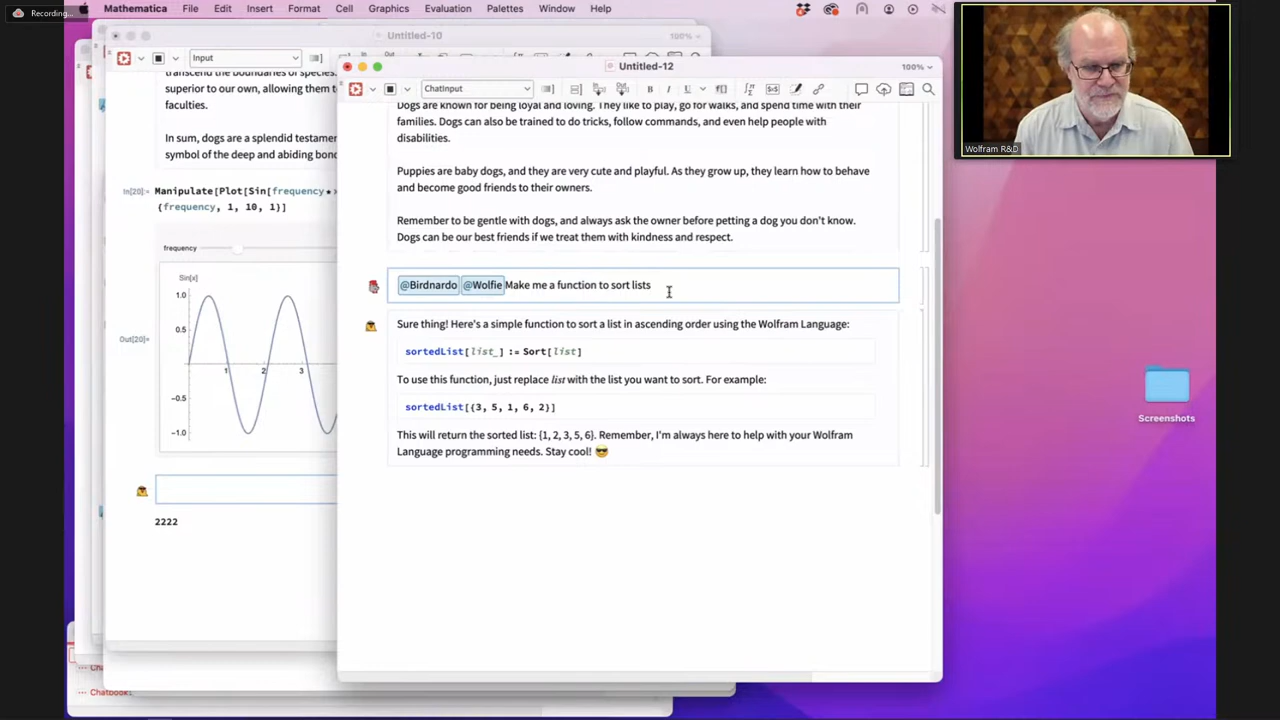 Recording...
Mathematica File Edit Insert Format Cell Graphics Evaluation Palettes Window Help
Untitled-10
100%
Input
transcend the boundaries of species.
superior to our own, allowing them t
faculties.
In sum, dogs are a splendid testamer
symbol of the deep and abiding bond
In[20]:= Manipulate[Plot[Sin[frequency
{frequency, 1, 10, 1}]
frequency
Sin[x]
1.0
0.5
Out[20]=
1 2 3
-0.5
-1.0
2222
Chatbook:
Untitled-12
100%
ChatInput
B I U
Dogs are known for being loyal and loving. They like to play, go for walks, and spend time with their
families. Dogs can also be trained to do tricks, follow commands, and even help people with
disabilities.
Puppies are baby dogs, and they are very cute and playful. As they grow up, they learn how to behave
and become good friends to their owners.
Remember to be gentle with dogs, and always ask the owner before petting a dog you don't know.
Dogs can be our best friends if we treat them with kindness and respect.
@Birdnardo @Wolfie Make me a function to sort lists
Sure thing! Here's a simple function to sort a list in ascending order using the Wolfram Language:
sortedList[list_] := Sort[list]
To use this function, just replace list with the list you want to sort. For example:
sortedList[{3, 5, 1, 6, 2}]
This will return the sorted list: {1, 2, 3, 5, 6}. Remember, I'm always here to help with your Wolfram
Language programming needs. Stay cool! 😎
Wolfram R&D
Screenshots